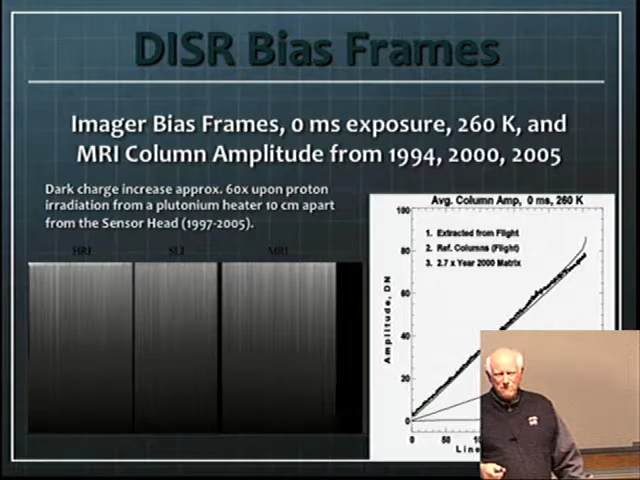 DISR Bias Frames
Imager Bias Frames, 0 ms exposure, 260 K, and
MRI Column Amplitude from 1994, 2000, 2005
Dark charge increase approx. 60x upon proton
irradiation from a plutonium heater 10 cm apart
from the Sensor Head (1997-2005).
HRI SLI MRI
Avg. Column Amp, 0 ms, 260 K
1. Extracted from Flight
2. Ref. Columns (Flight)
3. 2.7 x Year 2000 Matrix
Amplitude, DN
100
80
60
40
20
0
0 50